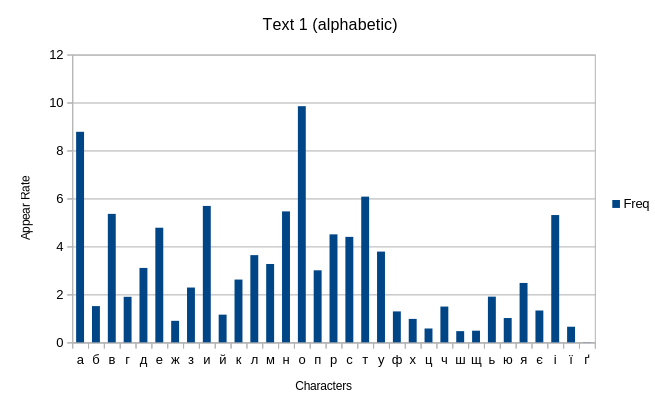 Text 1 (alphabetic)
12
10
8
6
4
2
0
Appear Rate
а б в г д е ж з и й к л м н о п р с т у ф х ц ч ш щ ь ю я є і ї ґ
Characters
Freq